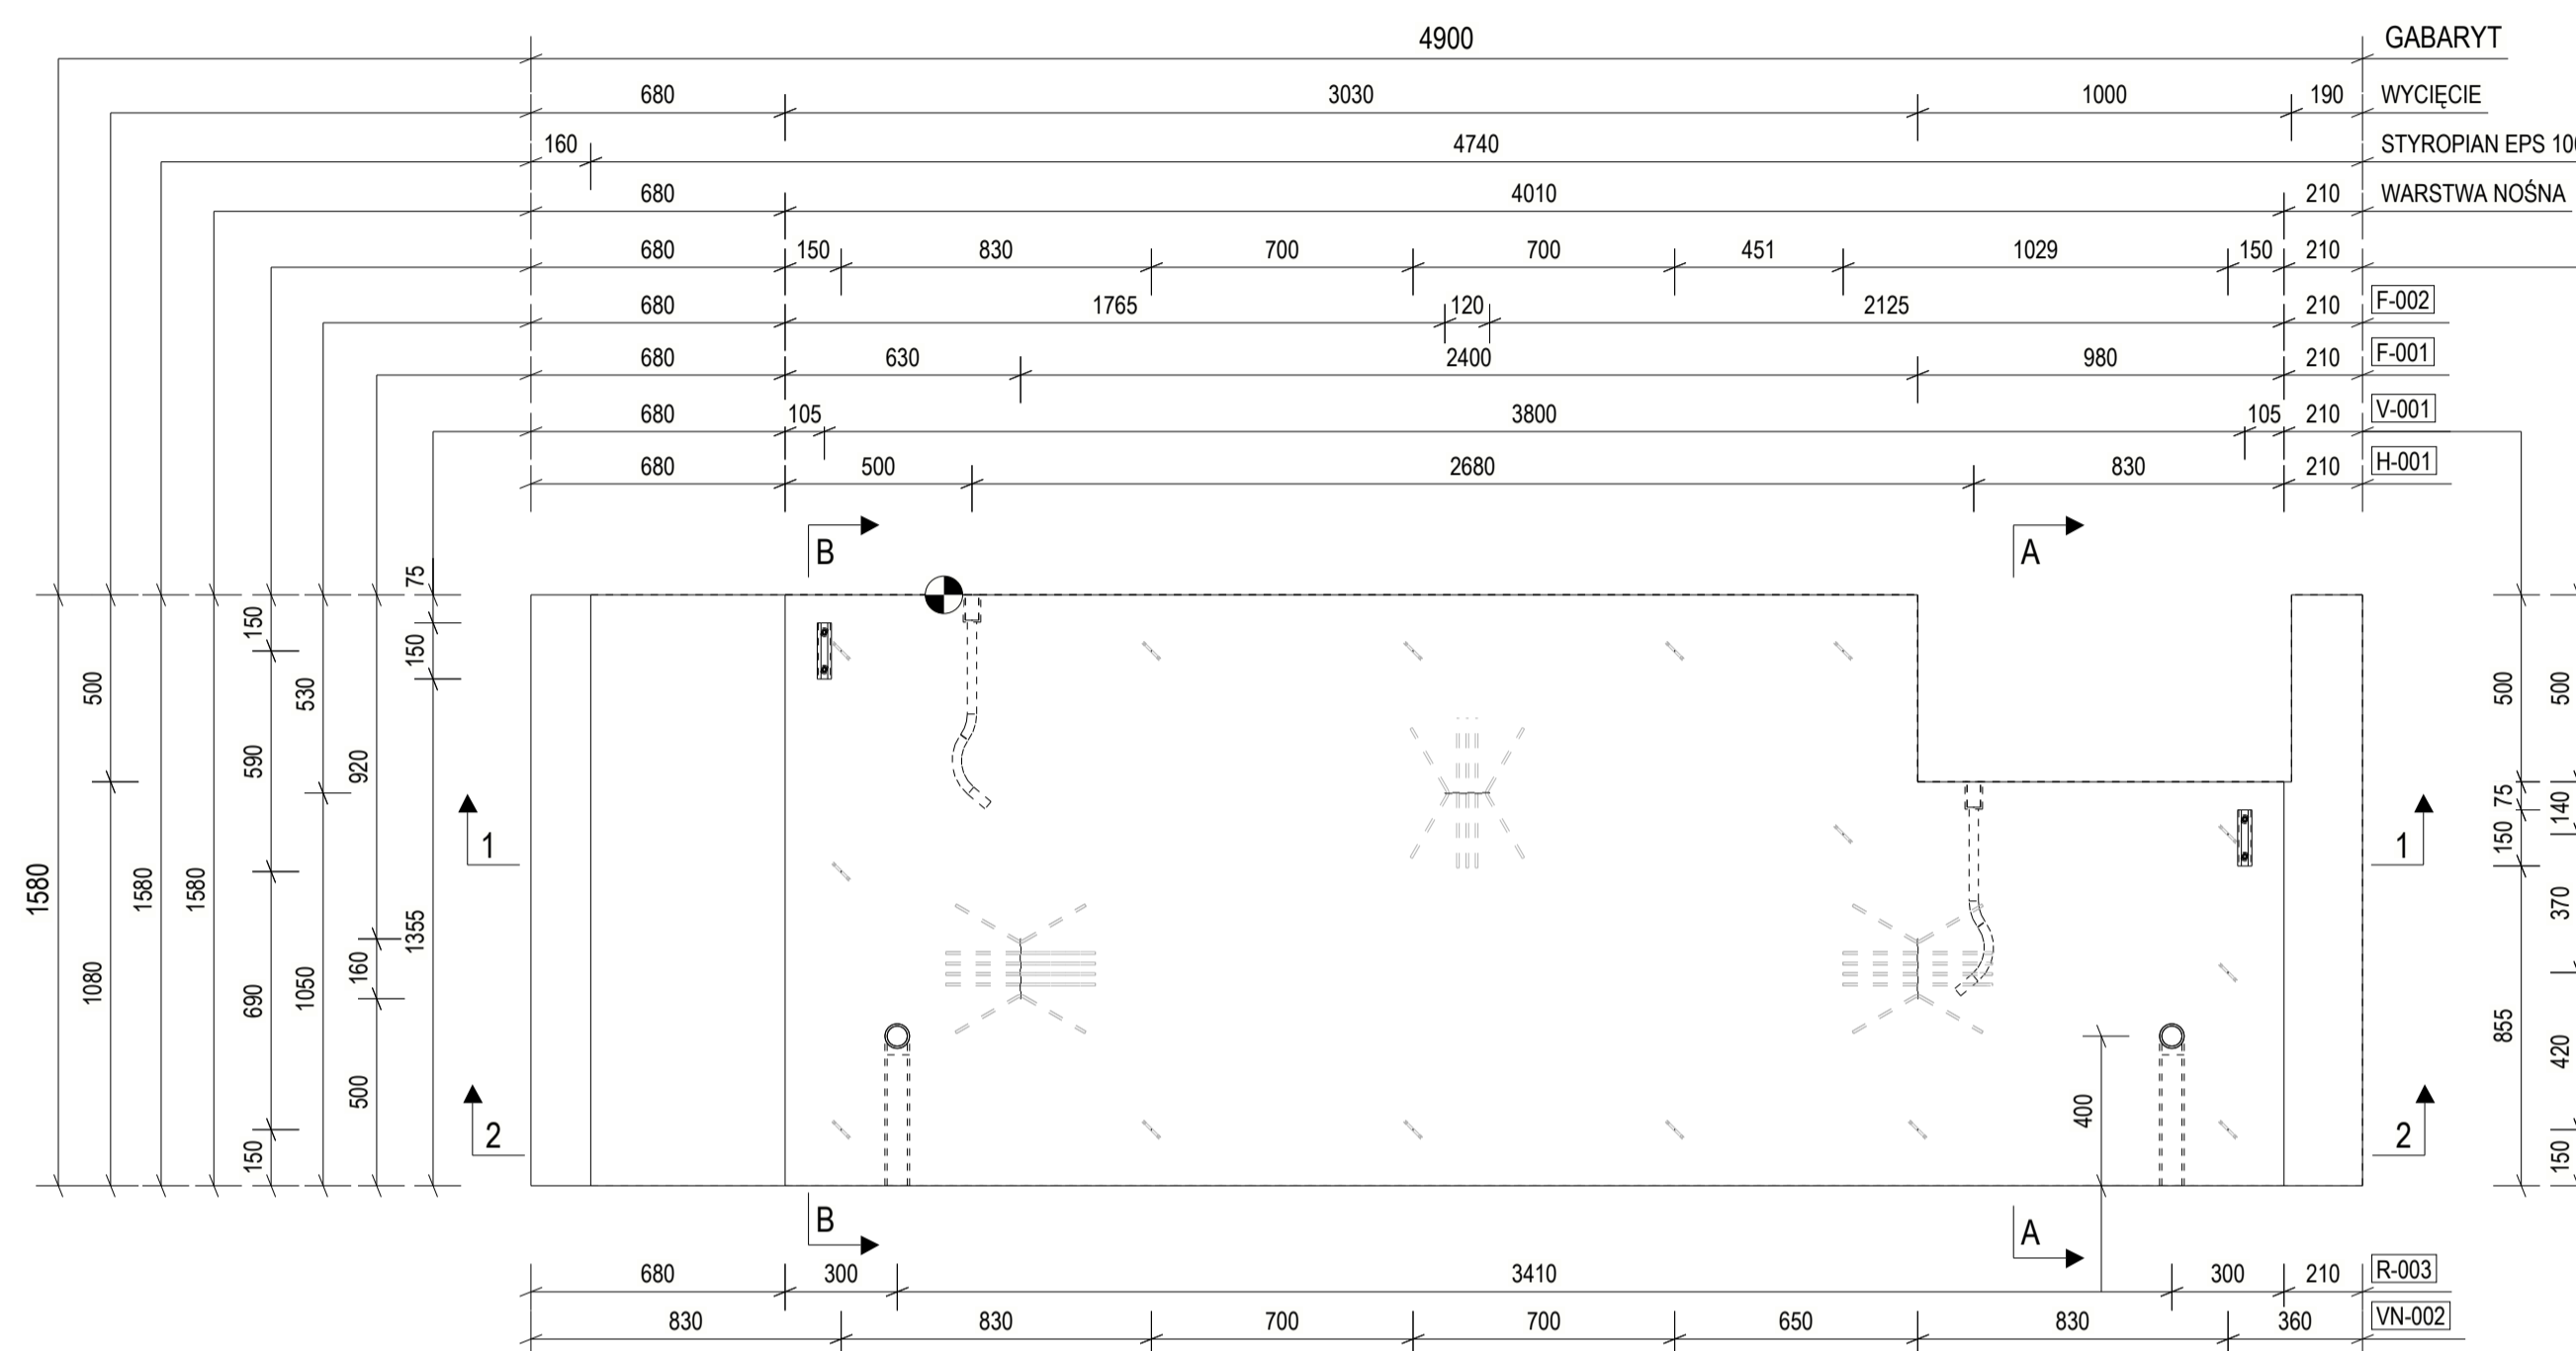 4900 GABARYT
680 3030 1000 190 WYCIĘCIE
160 4740 STYROPIAN EPS
680 4010 210 WARSTWA NOŚNA
680 150 830 700 700 451 1029 150 210
680 1765 120 2125 210 F-002
680 630 2400 980 210 F-001
680 105 3800 105 210 V-001
680 500 2680 830 210 H-001
B A
1580
500 1080
1580
1580
150 590 690 150
530 1050
920 160 500
75 150 1355
1 1
2 2
400
500 75 150 855
500 140 370 420 150
B A
680 300 3410 300 210 R-003
830 830 700 700 650 830 360 VN-002